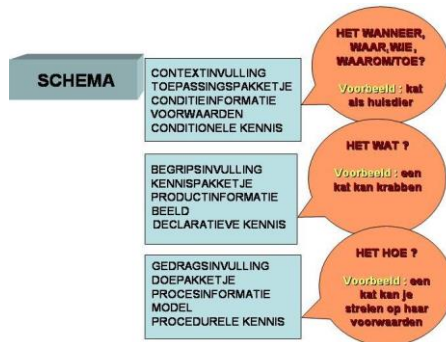 SCHEMA
CONTEXTINVULLING
TOEPASSINGSPAKKETJE
CONDITIEINFORMATIE
VOORWAARDEN
CONDITIONELE KENNIS
HET WANNEER,
WAAR,WIE,
WAAROM/TOE?
Voorbeeld : kat
als huisdier
BEGRIPSINVULLING
KENNISPAKKETJE
PRODUCTINFORMATIE
BEELD
DECLARATIEVE KENNIS
HET WAT ?
Voorbeeld : een
kat kan krabben
GEDRAGSINVULLING
DOEPAKKETJE
PROCESINFORMATIE
MODEL
PROCEDURELE KENNIS
HET HOE ?
Voorbeeld : een
kat kan je
strelen op haar
voorwaarden